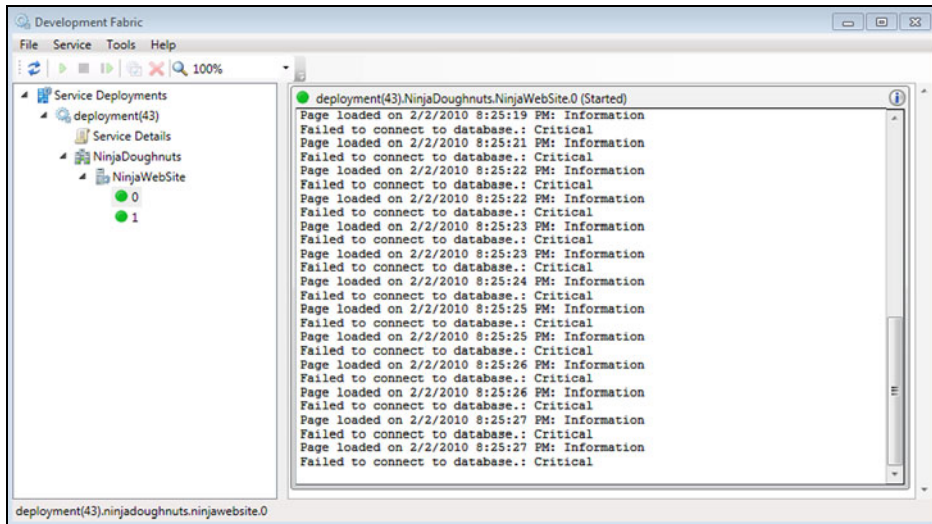 Development Fabric
File Service Tools Help
100%
Service Deployments
deployment(43)
Service Details
NinjaDoughnuts
NinjaWebSite
0
1
deployment(43).NinjaDoughnuts.NinjaWebSite.0 (Started)
Page loaded on 2/2/2010 8:25:19 PM: Information
Failed to connect to database.: Critical
Page loaded on 2/2/2010 8:25:21 PM: Information
Failed to connect to database.: Critical
Page loaded on 2/2/2010 8:25:22 PM: Information
Failed to connect to database.: Critical
Page loaded on 2/2/2010 8:25:22 PM: Information
Failed to connect to database.: Critical
Page loaded on 2/2/2010 8:25:23 PM: Information
Failed to connect to database.: Critical
Page loaded on 2/2/2010 8:25:23 PM: Information
Failed to connect to database.: Critical
Page loaded on 2/2/2010 8:25:24 PM: Information
Failed to connect to database.: Critical
Page loaded on 2/2/2010 8:25:25 PM: Information
Failed to connect to database.: Critical
Page loaded on 2/2/2010 8:25:25 PM: Information
Failed to connect to database.: Critical
Page loaded on 2/2/2010 8:25:26 PM: Information
Failed to connect to database.: Critical
Page loaded on 2/2/2010 8:25:26 PM: Information
Failed to connect to database.: Critical
Page loaded on 2/2/2010 8:25:27 PM: Information
Failed to connect to database.: Critical
Page loaded on 2/2/2010 8:25:27 PM: Information
Failed to connect to database.: Critical
deployment(43).ninjadoughnuts.ninjawebsite.0